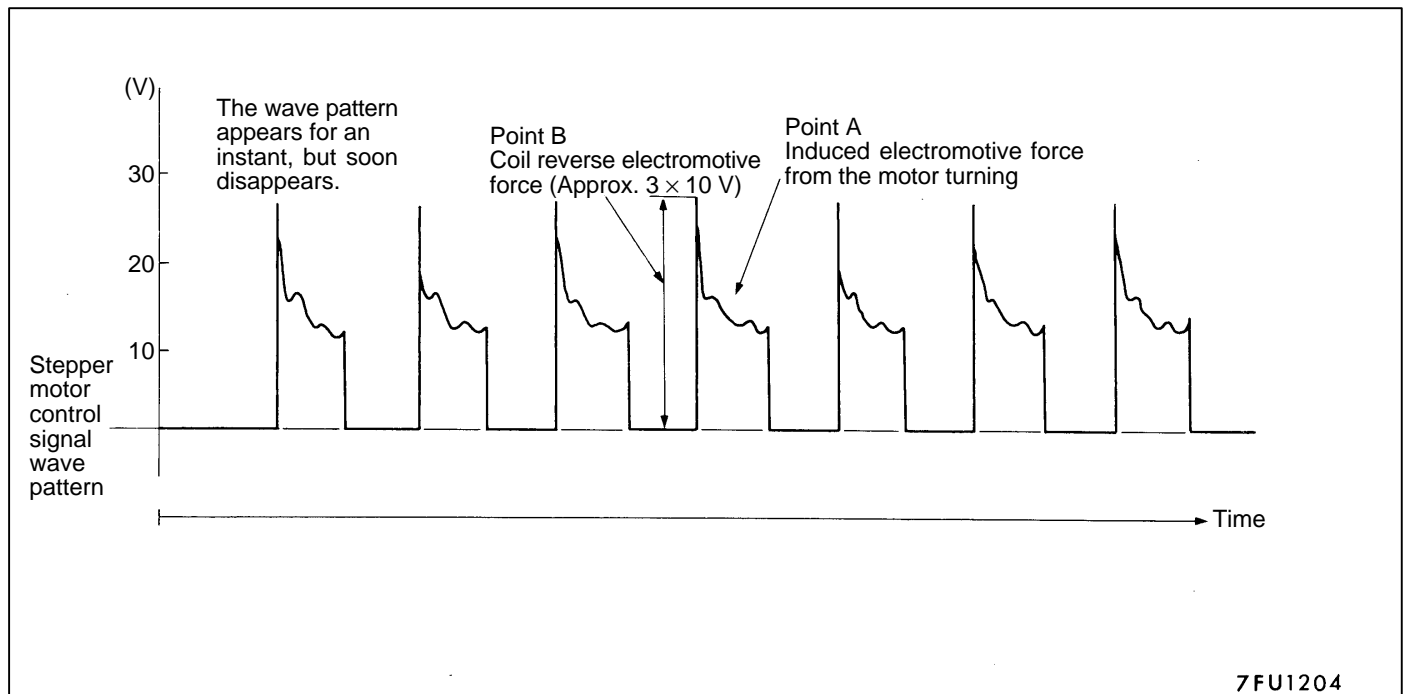 (V)
The wave pattern
appears for an
instant, but soon
disappears.
Point B
Coil reverse electromotive
force (Approx. 3 × 10 V)
Point A
Induced electromotive force
from the motor turning
30
20
10
Stepper
motor
control
signal
wave
pattern
Time
7FU1204